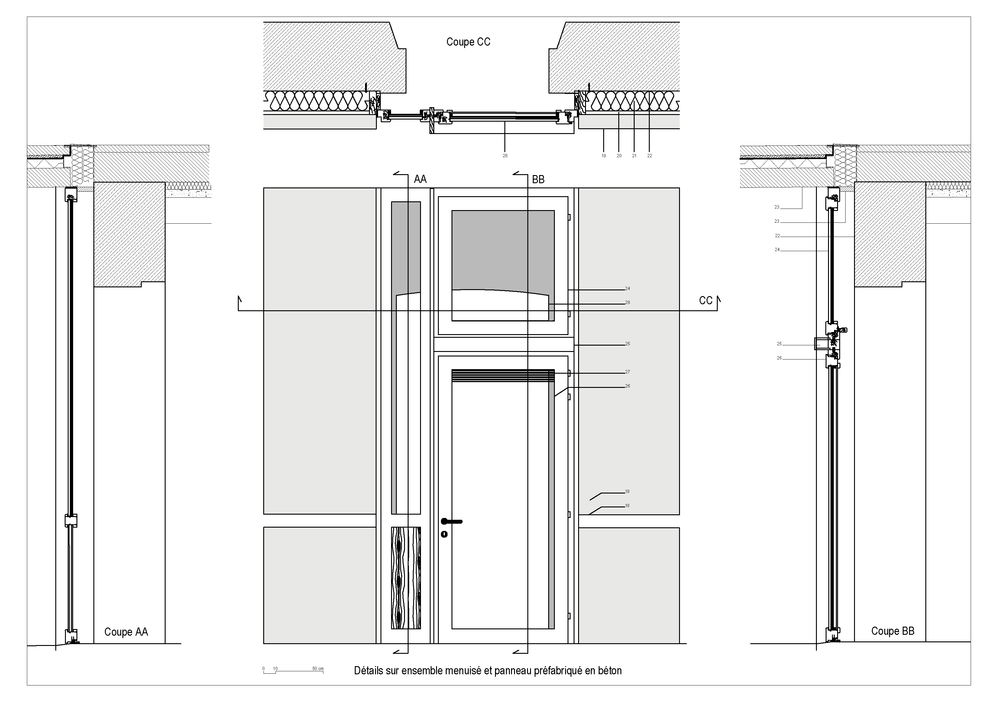 Coupe CC
26
19 20 21 22
AA
BB
23
23
22
24
24
28
CC
25
25
26
27
26
19
18
Coupe AA
Coupe BB
0 10 50 cm
Détails sur ensemble menuisé et panneau préfabriqué en béton